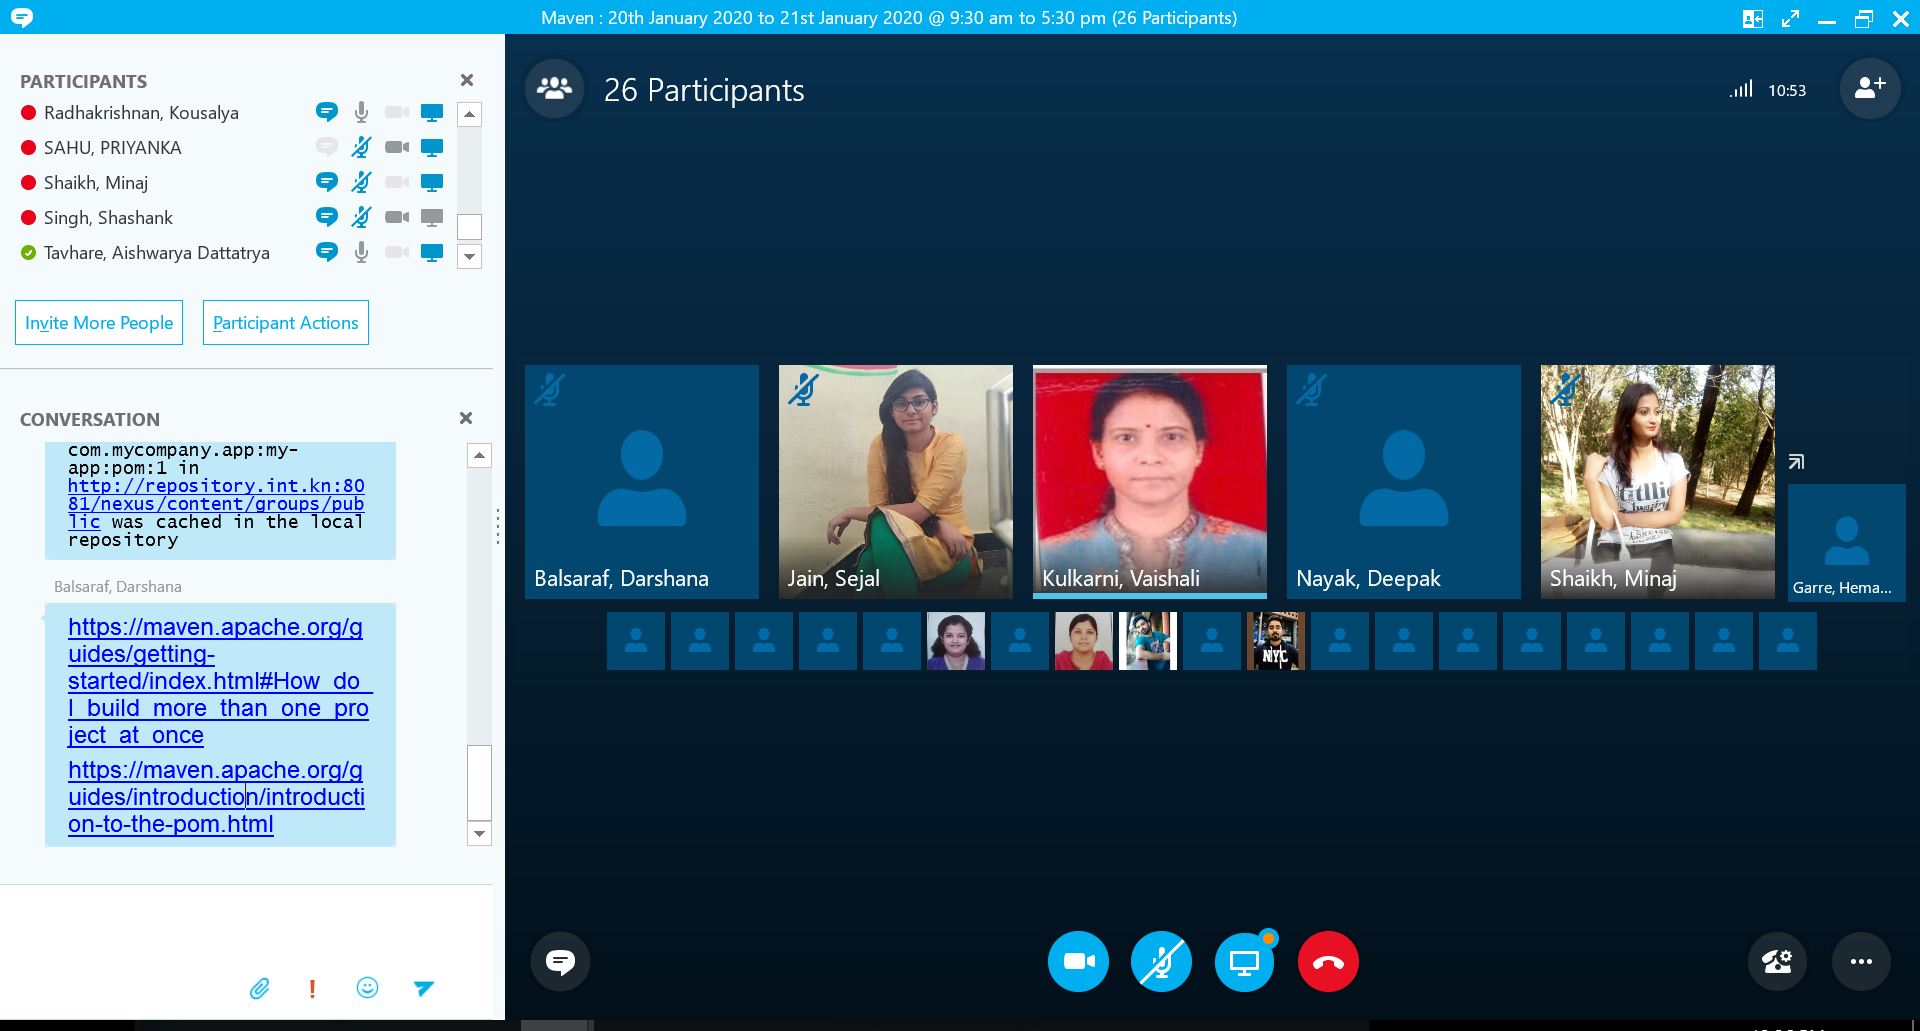 Maven : 20th January 2020 to 21st January 2020 @ 9:30 am to 5:30 pm (26 Participants)
PARTICIPANTS
Radhakrishnan, Kousalya
SAHU, PRIYANKA
Shaikh, Minaj
Singh, Shashank
Tavhare, Aishwarya Dattatrya
Invite More People
Participant Actions
CONVERSATION
com.mycompany.app:my-
app:pom:1 in
http://repository.int.kn:80
81/nexus/content/groups/pub
lic was cached in the local
repository
Balsaraf, Darshana
https://maven.apache.org/g
uides/getting-
started/index.html#How_do_
I_build_more_than_one_pro
ject_at_once
https://maven.apache.org/g
uides/introduction/introducti
on-to-the-pom.html
26 Participants
10:53
Balsaraf, Darshana
Jain, Sejal
Kulkarni, Vaishali
Nayak, Deepak
Shaikh, Minaj
Garre, Hema...
NYC